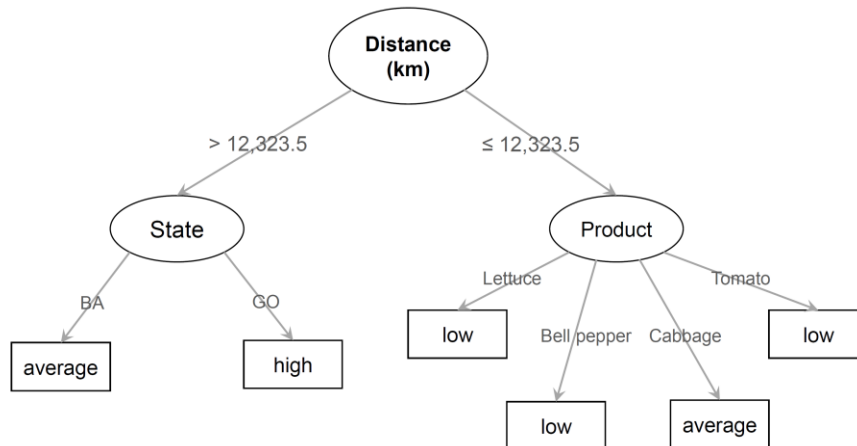 Distance
(km)
> 12,323.5
≤ 12,323.5
State
Product
BA
GO
Lettuce
Tomato
average
high
low
Bell pepper
Cabbage
low
low
average